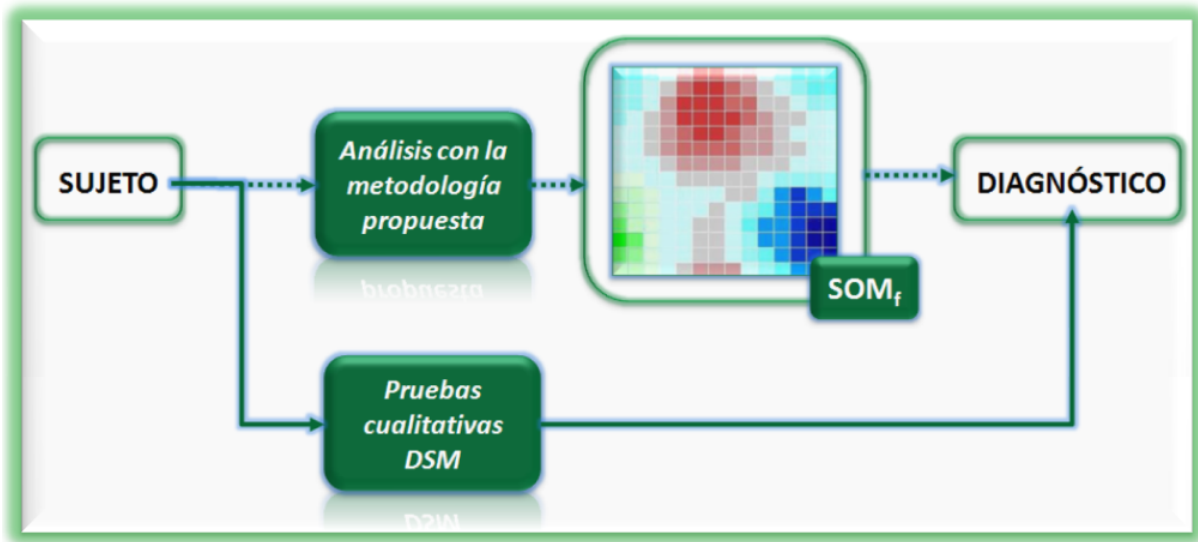 SUJETO
Análisis con la
metodología
propuesta
SOMf
DIAGNÓSTICO
Pruebas
cualitativas
DSM